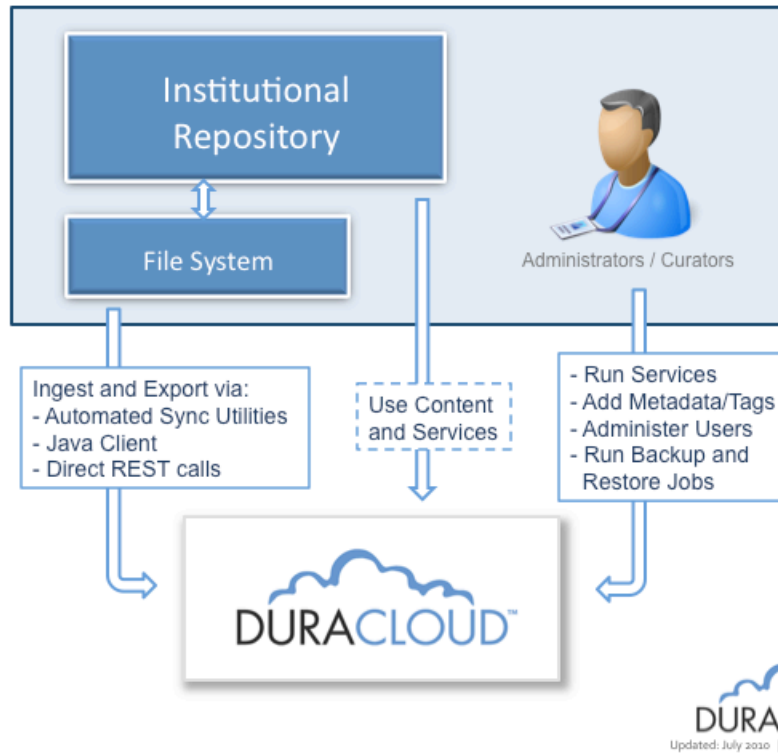 Institutional
Repository
File System
Administrators / Curators
Ingest and Export via:
- Automated Sync Utilities
- Java Client
- Direct REST calls
Use Content
and Services
- Run Services
- Add Metadata/Tags
- Administer Users
- Run Backup and
Restore Jobs
DURACLOUD™
DURA
Updated: July 2010